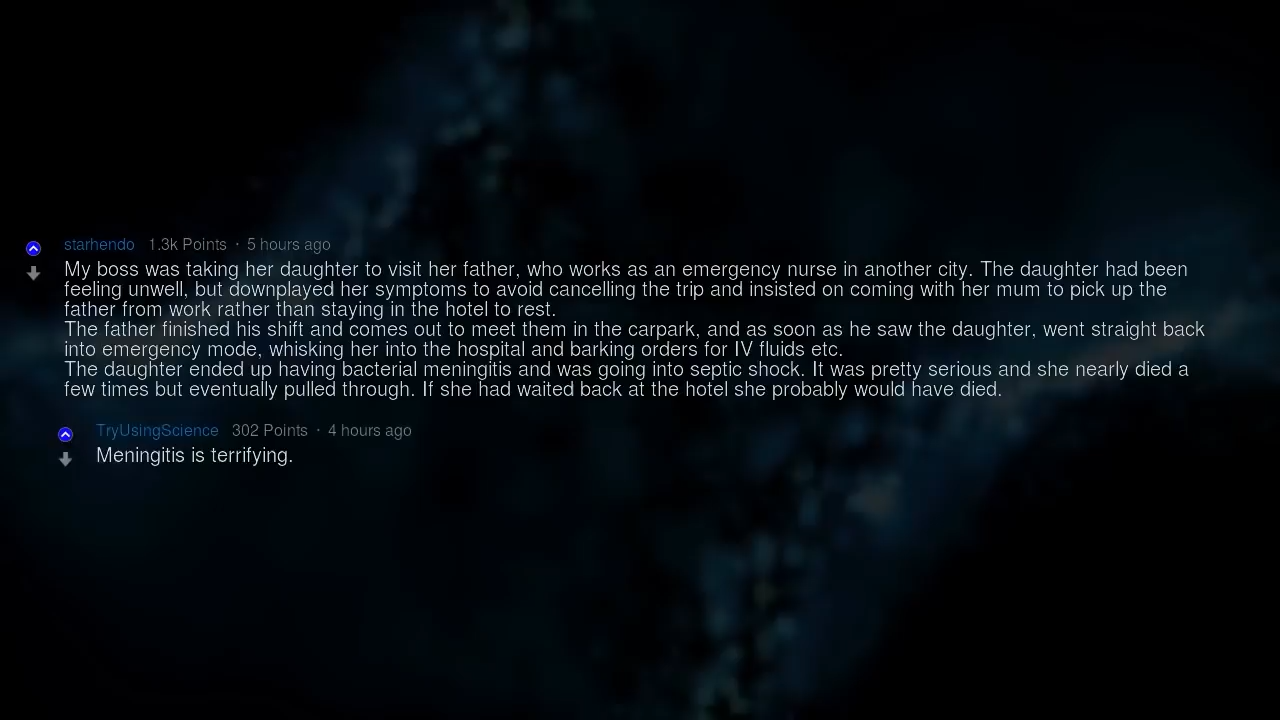 starhendo 1.3k Points · 5 hours ago
My boss was taking her daughter to visit her father, who works as an emergency nurse in another city. The daughter had been
feeling unwell, but downplayed her symptoms to avoid cancelling the trip and insisted on coming with her mum to pick up the
father from work rather than staying in the hotel to rest.
The father finished his shift and comes out to meet them in the carpark, and as soon as he saw the daughter, went straight back
into emergency mode, whisking her into the hospital and barking orders for IV fluids etc.
The daughter ended up having bacterial meningitis and was going into septic shock. It was pretty serious and she nearly died a
few times but eventually pulled through. If she had waited back at the hotel she probably would have died.
TryUsingScience 302 Points · 4 hours ago
Meningitis is terrifying.